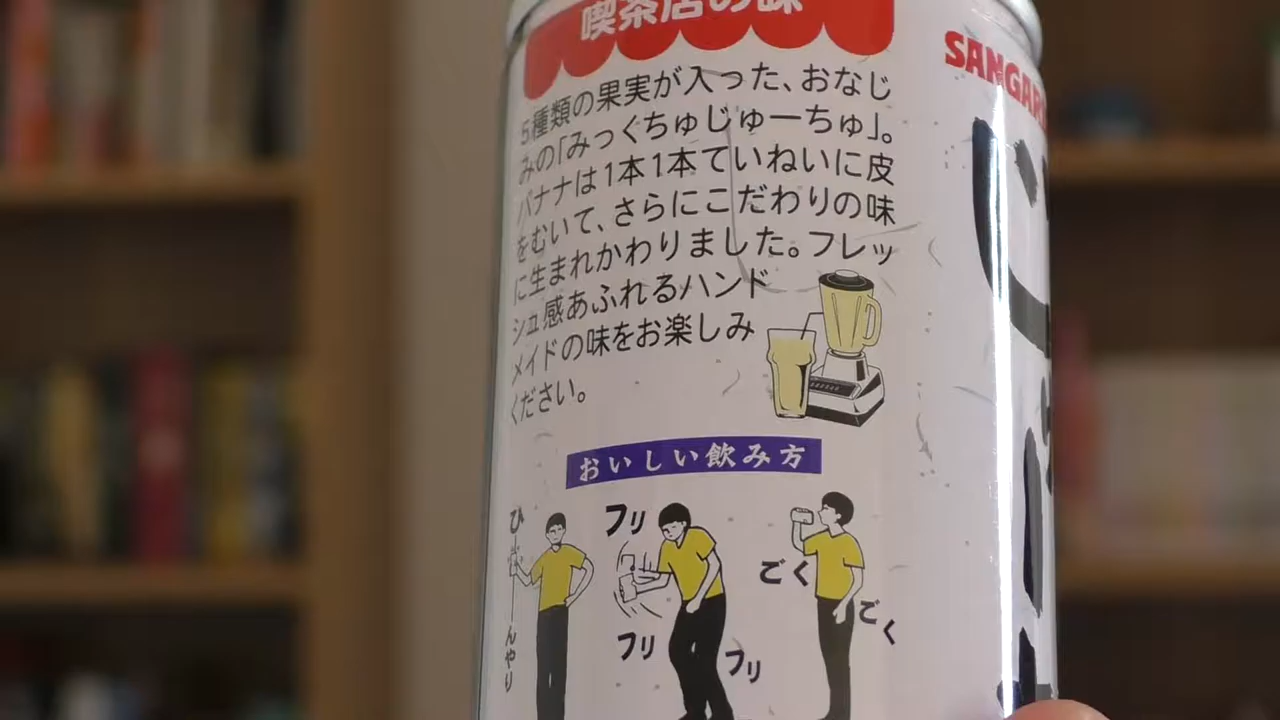 喫茶店の味
5種類の果実が入った、おなじ
みの「みっくちゅじゅーちゅ」。
バナナは1本1本ていねいに皮
をむいて、さらにこだわりの味
に生まれかわりました。フレッ
シュ感あふれるハンド
メイドの味をお楽しみ
ください。
おいしい飲み方
ひーーんやり
フリ
フリ
フリ
ごく
ごく
SANGAR